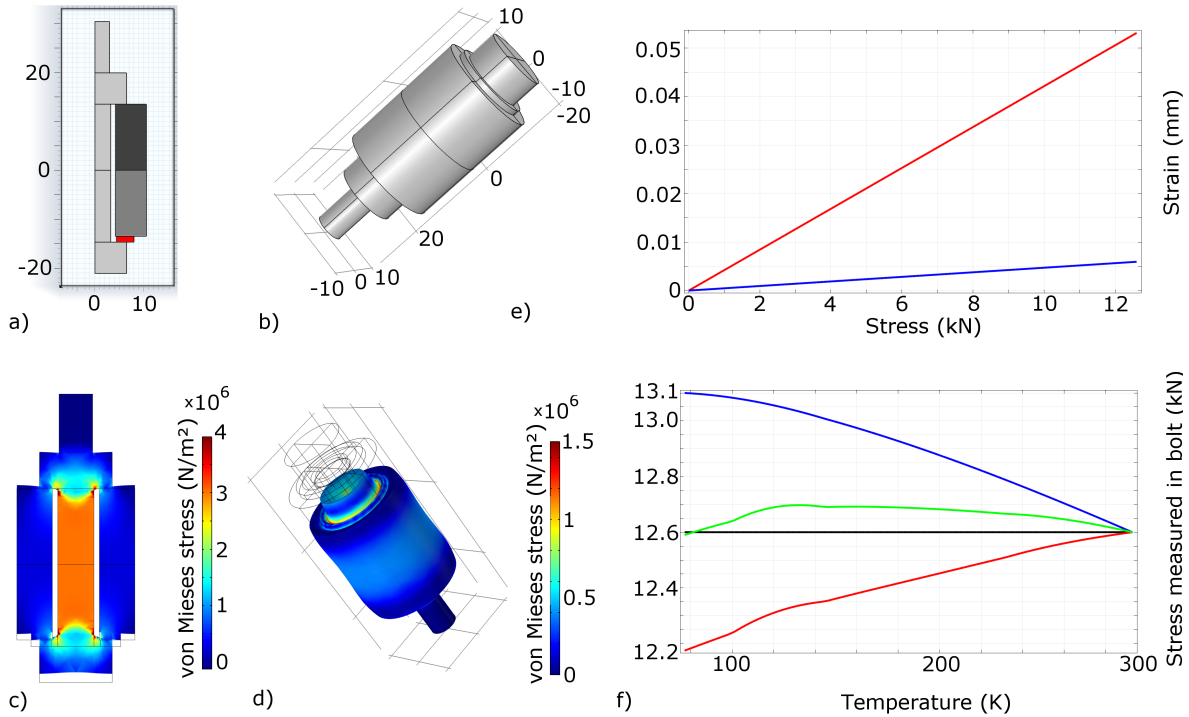 20
0
-20
0 10
a)
10
0
-10
-20
0
20
10
0
-10
b)
e)
0.05
0.04
0.03
0.02
0.01
0
0 2 4 6 8 10 12
Stress (kN)
Strain (mm)
×10⁶
4
3
2
1
0
von Mieses stress (N/m²)
c)
×10⁶
1.5
1
0.5
0
von Mieses stress (N/m²)
d)
13.1
13.0
12.8
12.6
12.4
12.2
100 200 300
Temperature (K)
Stress measured in bolt (kN)
f)